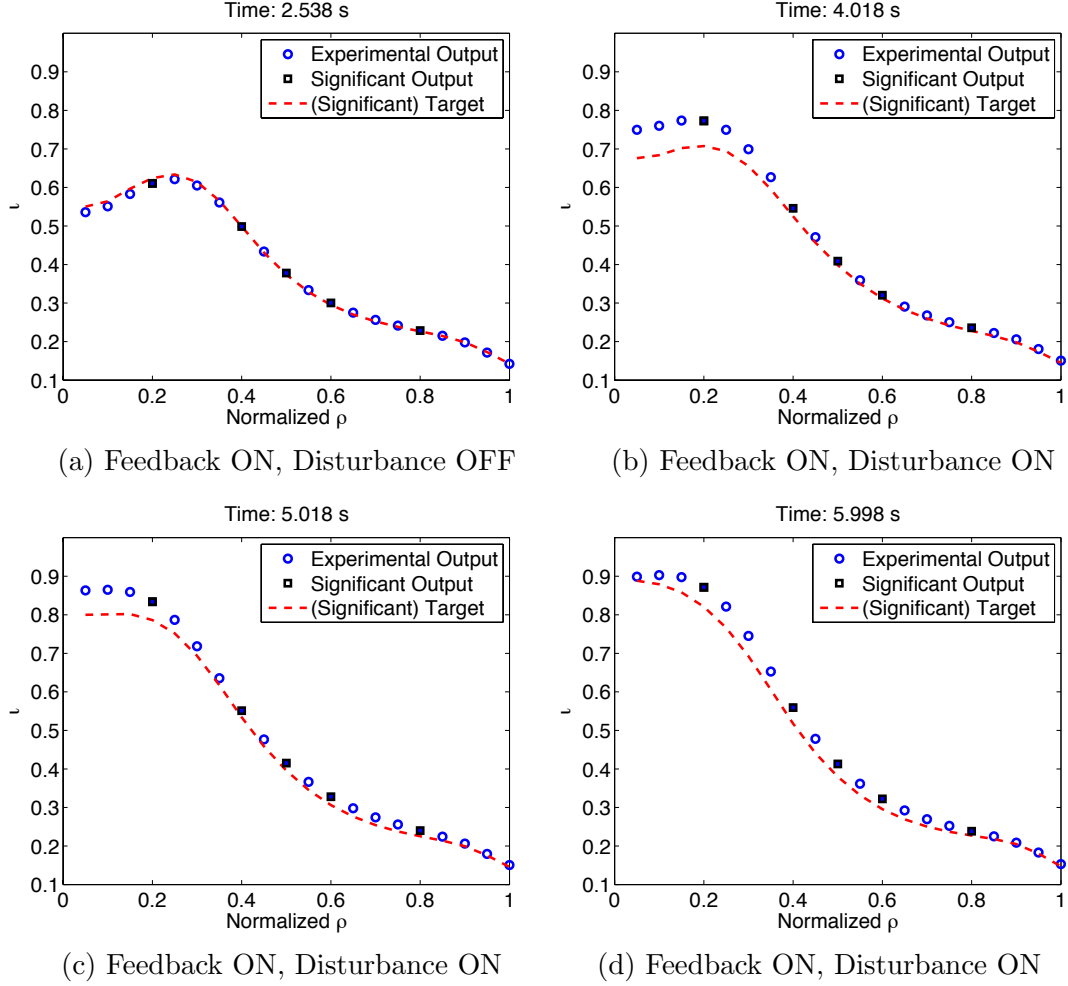 Time: 2.538 s
Experimental Output
Significant Output
(Significant) Target
0.9
0.8
0.7
0.6
0.5
0.4
0.3
0.2
0.1
ι
0 0.2 0.4 0.6 0.8 1
Normalized ρ
(a) Feedback ON, Disturbance OFF
Time: 4.018 s
Experimental Output
Significant Output
(Significant) Target
0.9
0.8
0.7
0.6
0.5
0.4
0.3
0.2
0.1
ι
0 0.2 0.4 0.6 0.8 1
Normalized ρ
(b) Feedback ON, Disturbance ON
Time: 5.018 s
Experimental Output
Significant Output
(Significant) Target
0.9
0.8
0.7
0.6
0.5
0.4
0.3
0.2
0.1
ι
0 0.2 0.4 0.6 0.8 1
Normalized ρ
(c) Feedback ON, Disturbance ON
Time: 5.998 s
Experimental Output
Significant Output
(Significant) Target
0.9
0.8
0.7
0.6
0.5
0.4
0.3
0.2
0.1
ι
0 0.2 0.4 0.6 0.8 1
Normalized ρ
(d) Feedback ON, Disturbance ON